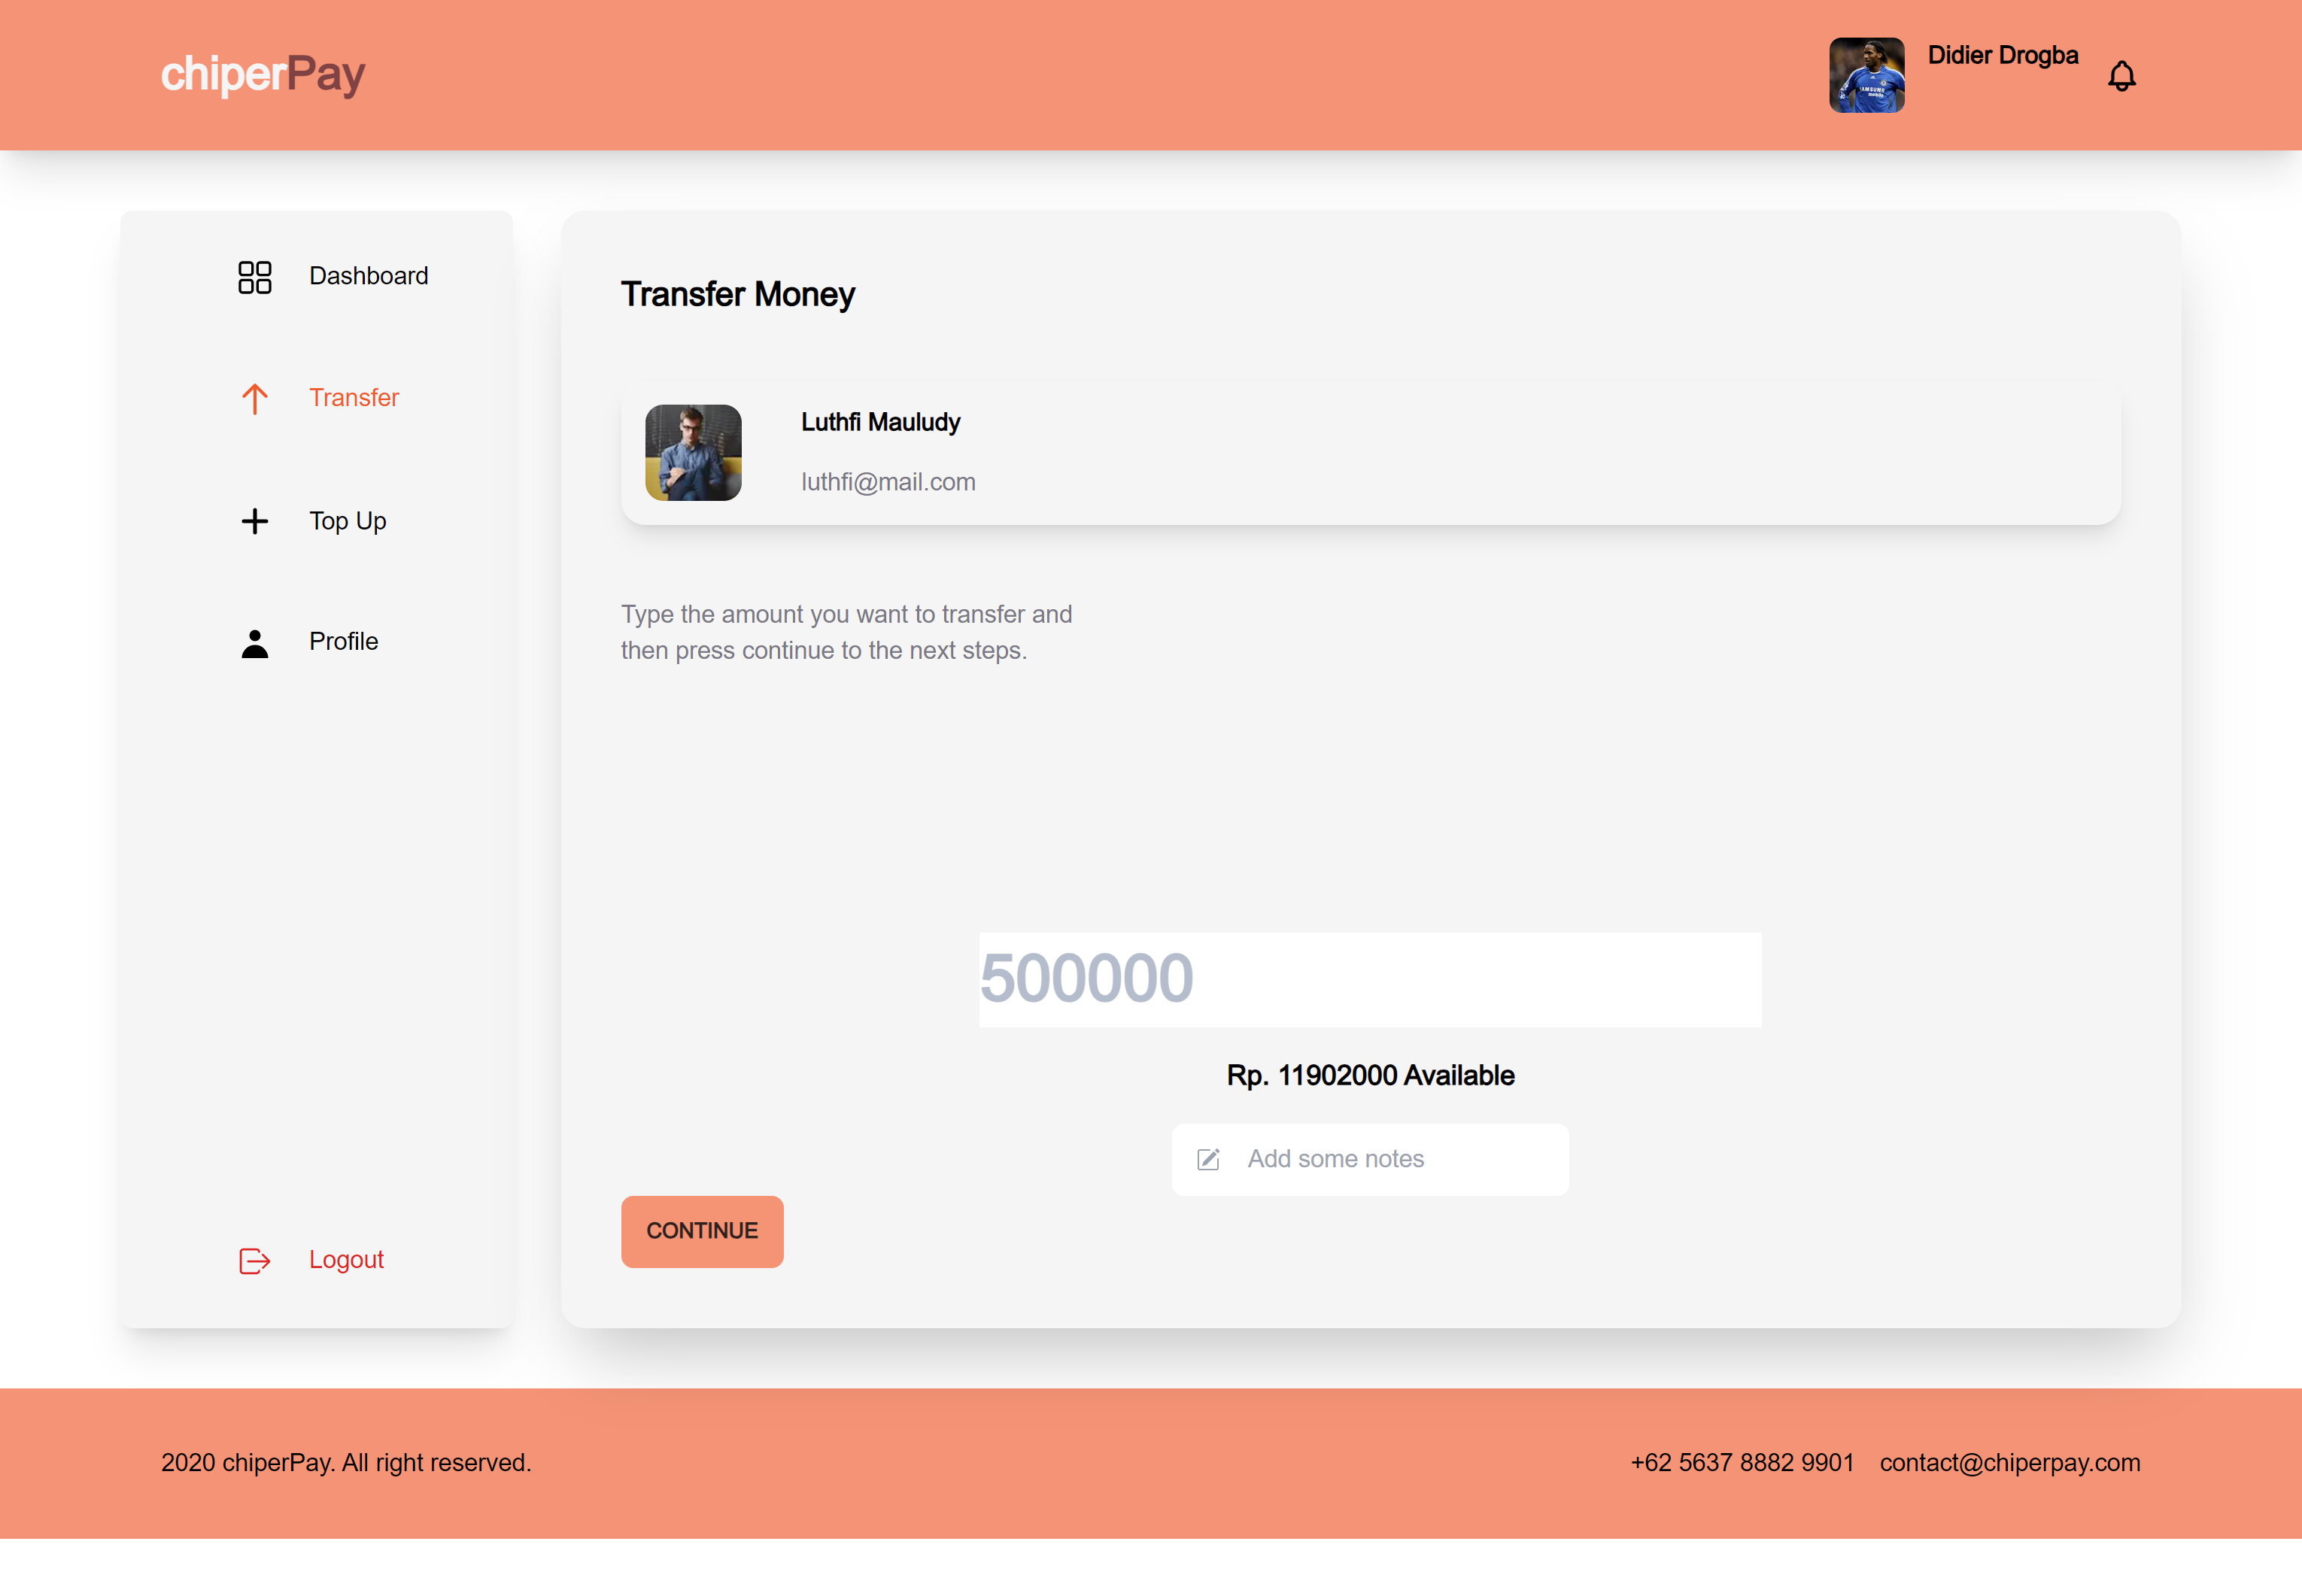 chiperPay
Didier Drogba
Dashboard
Transfer
Top Up
Profile
Logout
Transfer Money
Luthfi Mauludy
luthfi@mail.com
Type the amount you want to transfer and
then press continue to the next steps.
500000
Rp. 11902000 Available
Add some notes
CONTINUE
2020 chiperPay. All right reserved.
+62 5637 8882 9901 contact@chiperpay.com
SAMSUNG
mobile